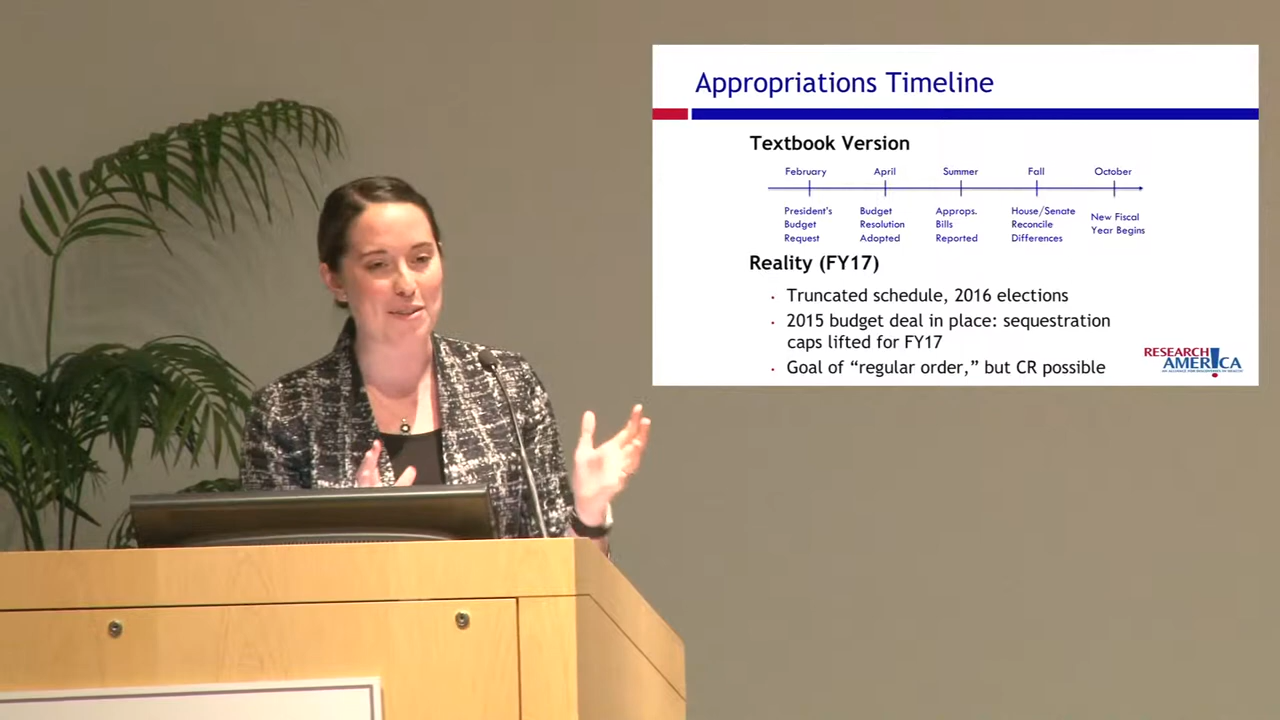 Appropriations Timeline
Textbook Version
February April Summer Fall October
President's Budget Resolution Approps. House/Senate New Fiscal
Budget Resolution Bills Reconcile Year Begins
Request Adopted Reported Differences
Reality (FY17)
· Truncated schedule, 2016 elections
· 2015 budget deal in place: sequestration
caps lifted for FY17
· Goal of “regular order,” but CR possible
RESEARCH
AMERICA